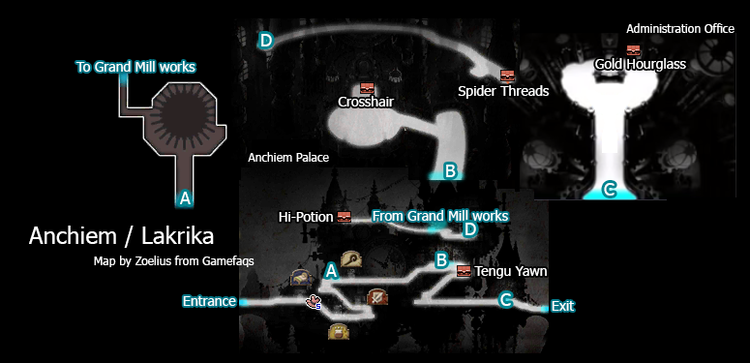 Administration Office
D
To Grand Mill works
Gold Hourglass
Spider Threads
Crosshair
Anchiem Palace
B
C
A
Hi-Potion
From Grand Mill works
D
Anchiem / Lakrika
Map by Zoelius from Gamefaqs
A
B
Tengu Yawn
S
Entrance
C
Exit